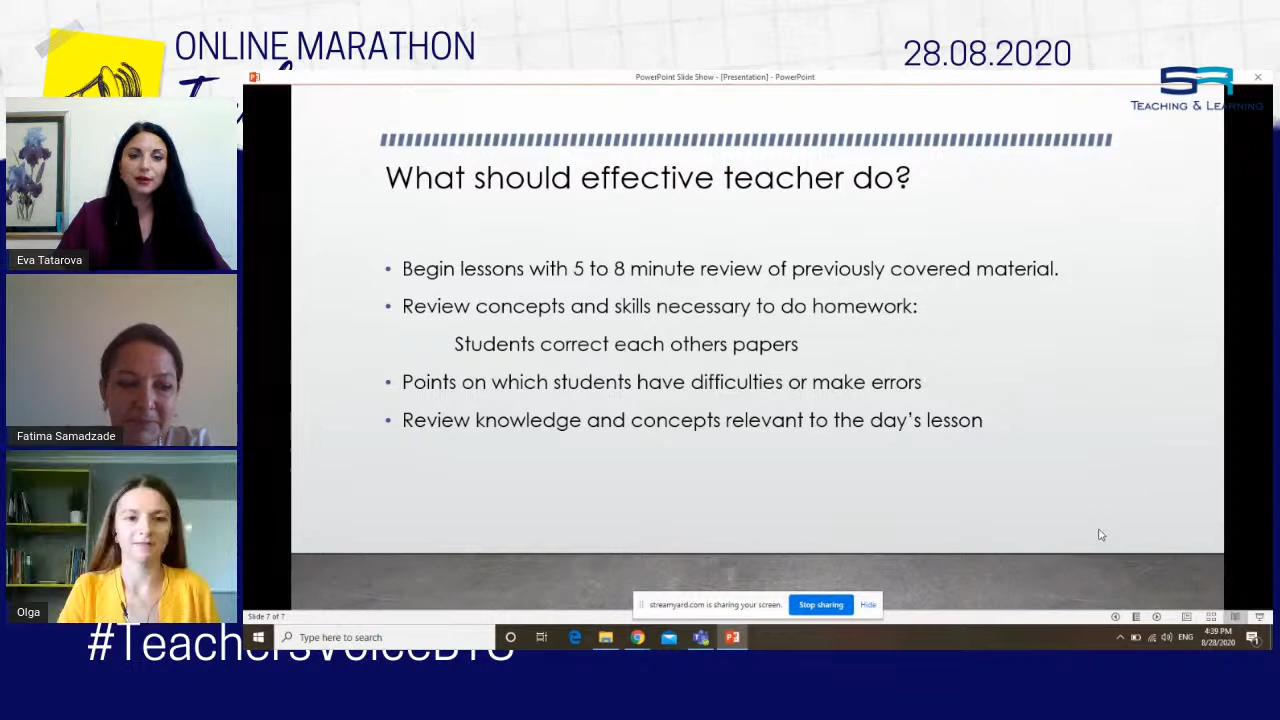 ONLINE MARATHON
28.08.2020
PowerPoint Slide Show - [Presentation] - PowerPoint
TEACHING & LEARNING
What should effective teacher do?
• Begin lessons with 5 to 8 minute review of previously covered material.
• Review concepts and skills necessary to do homework:
Students correct each others papers
• Points on which students have difficulties or make errors
• Review knowledge and concepts relevant to the day's lesson
Eva Tatarova
Fatima Samadzade
Olga
streamyard.com is sharing your screen.
Stop sharing
Hide
Slide 7 of 7
Type here to search
ENG
4:39 PM
8/28/2020